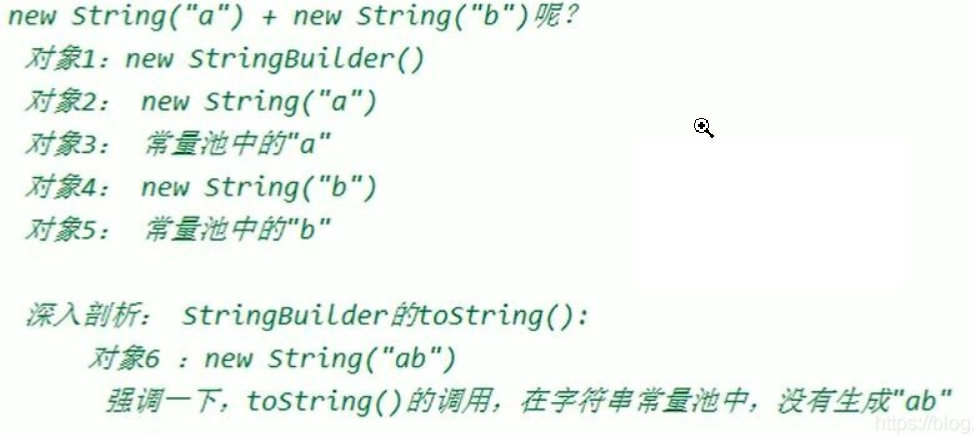 new String("a") + new String("b")呢？
对象1：new StringBuilder()
对象2： new String("a")
对象3： 常量池中的"a"
对象4： new String("b")
对象5： 常量池中的"b"
深入剖析： StringBuilder的toString():
对象6 ：new String("ab")
强调一下，toString()的调用，在字符串常量池中，没有生成"ab"
https://blog.